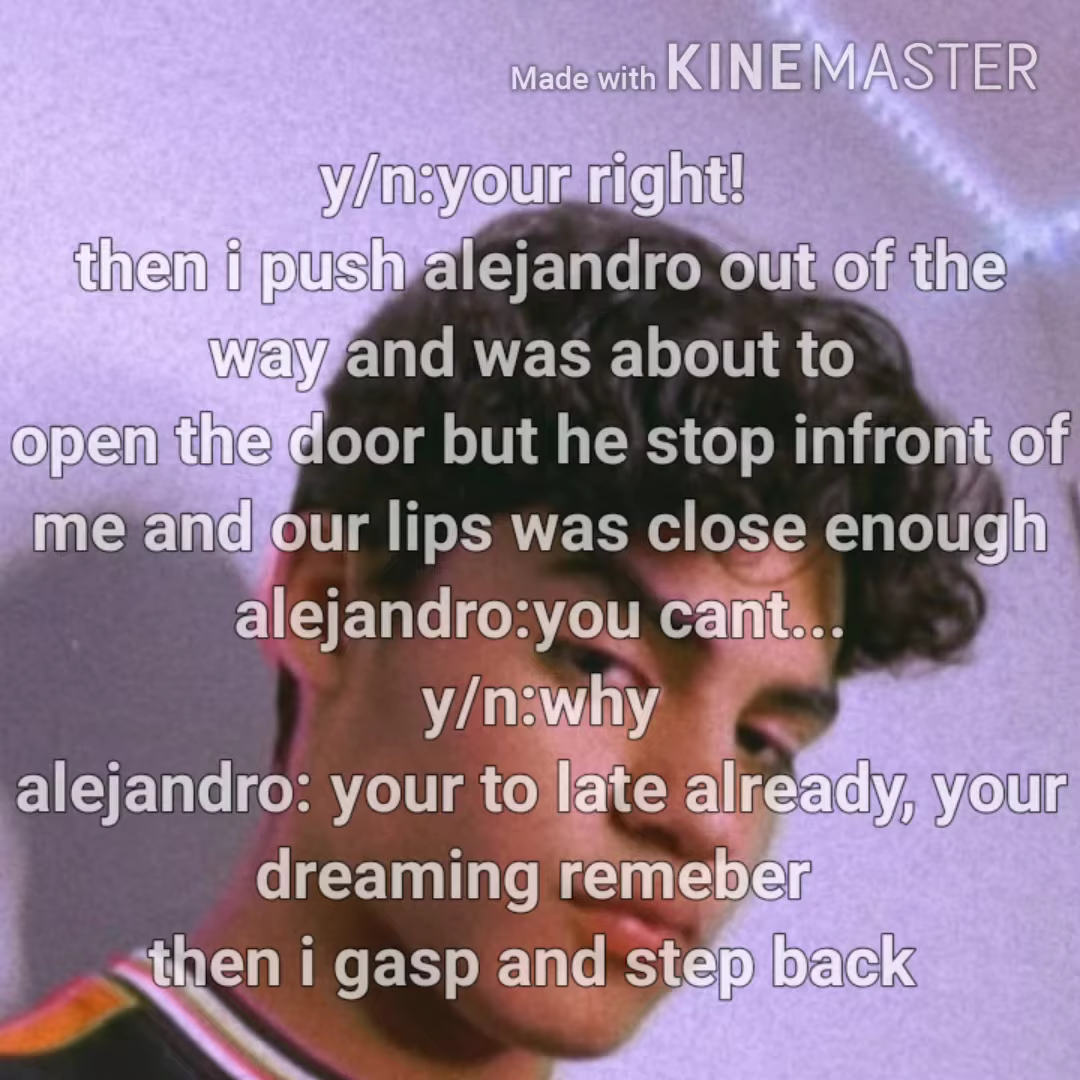 Made with KINEMASTER
y/n:your right!
then i push alejandro out of the
way and was about to
open the door but he stop infront of
me and our lips was close enough
alejandro:you cant...
y/n:why
alejandro: your to late already, your
dreaming remeber
then i gasp and step back